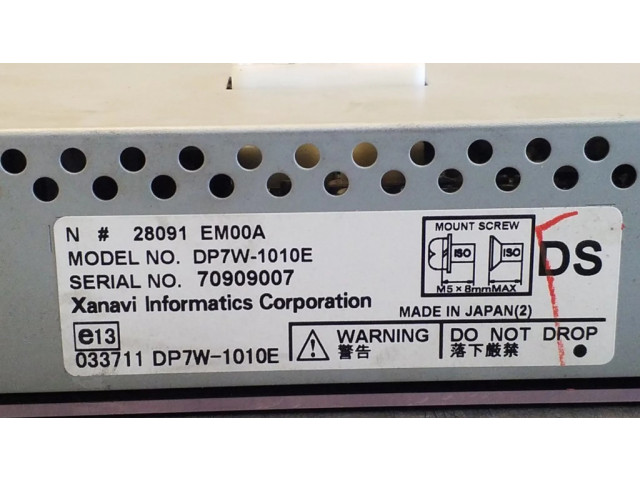 N # 28091 EM00A
MODEL NO. DP7W-1010E
SERIAL NO. 70909007
Xanavi Informatics Corporation
MOUNT SCREW
ISO ISO
M5×8mmMAX
DS
MADE IN JAPAN(2)
e13
033711 DP7W-1010E
WARNING
警告
DO NOT DROP
落下厳禁